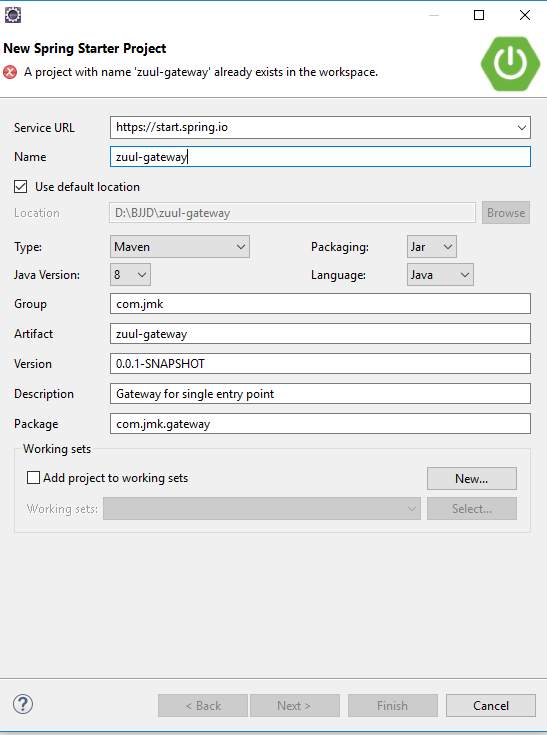 New Spring Starter Project
A project with name 'zuul-gateway' already exists in the workspace.
Service URL https://start.spring.io
Name zuul-gateway
Use default location
Location D:\BJJD\zuul-gateway Browse
Type: Maven Packaging: Jar
Java Version: 8 Language: Java
Group com.jmk
Artifact zuul-gateway
Version 0.0.1-SNAPSHOT
Description Gateway for single entry point
Package com.jmk.gateway
Working sets
Add project to working sets New...
Working sets: Select...
? < Back Next > Finish Cancel